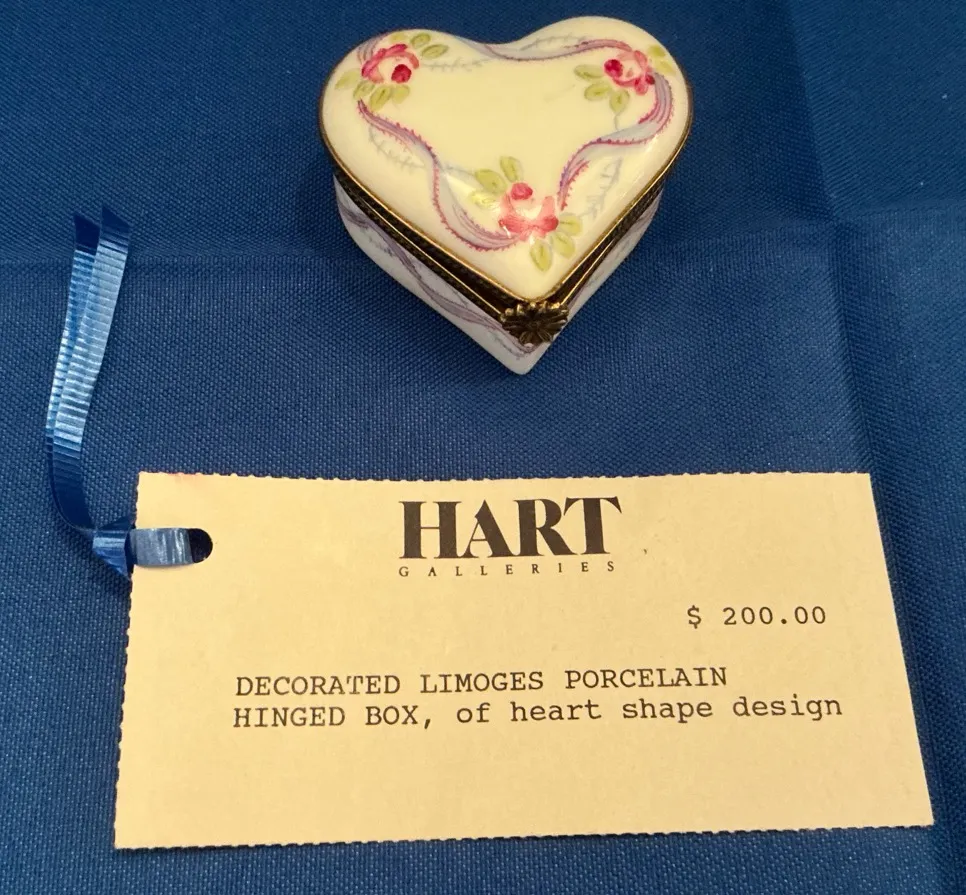 HART
GALLERIES
$ 200.00
DECORATED LIMOGES PORCELAIN
HINGED BOX, of heart shape design